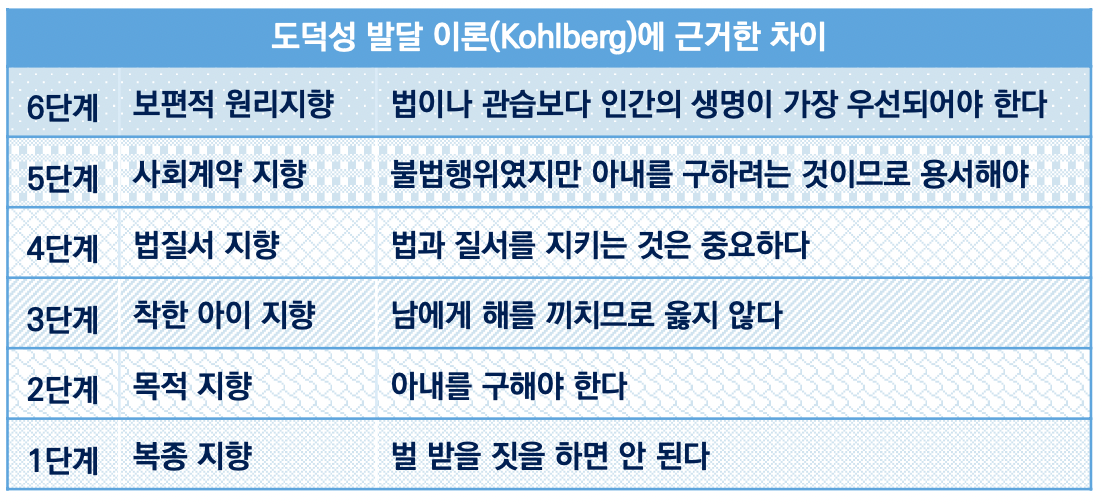 도덕성 발달 이론(Kohlberg)에 근거한 차이
6단계 보편적 원리지향 법이나 관습보다 인간의 생명이 가장 우선되어야 한다
5단계 사회계약 지향 불법행위였지만 아내를 구하려는 것이므로 용서해야
4단계 법질서 지향 법과 질서를 지키는 것은 중요하다
3단계 착한 아이 지향 남에게 해를 끼치므로 옳지 않다
2단계 목적 지향 아내를 구해야 한다
1단계 복종 지향 벌 받을 짓을 하면 안 된다